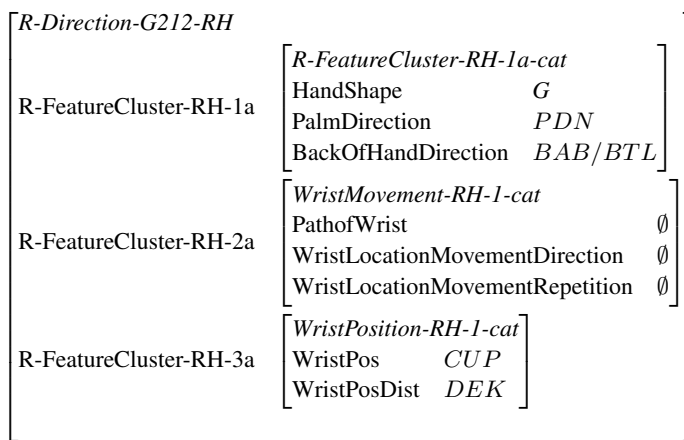 R-Direction-G212-RH
R-FeatureCluster-RH-1a-cat
HandShape G
R-FeatureCluster-RH-1a
PalmDirection PDN
BackOfHandDirection BAB/BTL
WristMovement-RH-1-cat
PathofWrist ∅
R-FeatureCluster-RH-2a
WristLocationMovementDirection ∅
WristLocationMovementRepetition ∅
WristPosition-RH-1-cat
R-FeatureCluster-RH-3a WristPos CUP
WristPosDist DEK